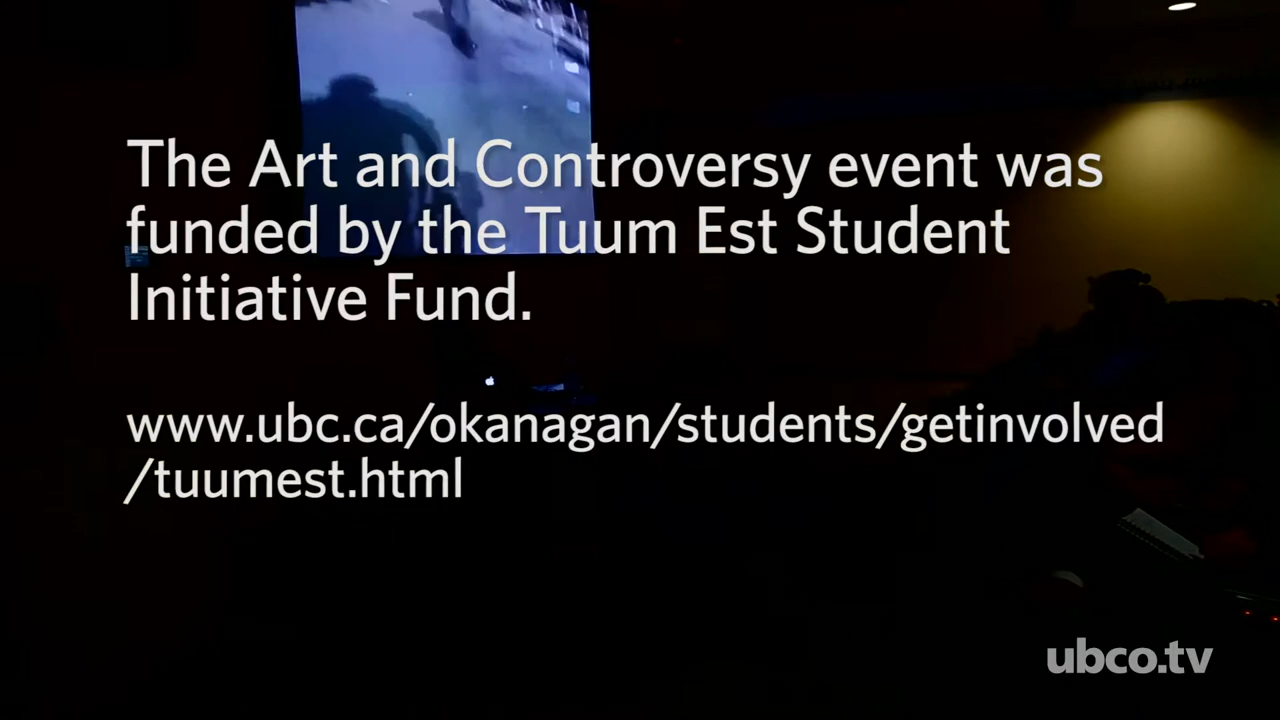 The Art and Controversy event was
funded by the Tuum Est Student
Initiative Fund.
www.ubc.ca/okanagan/students/getinvolved
/tuumest.html
ubco.tv